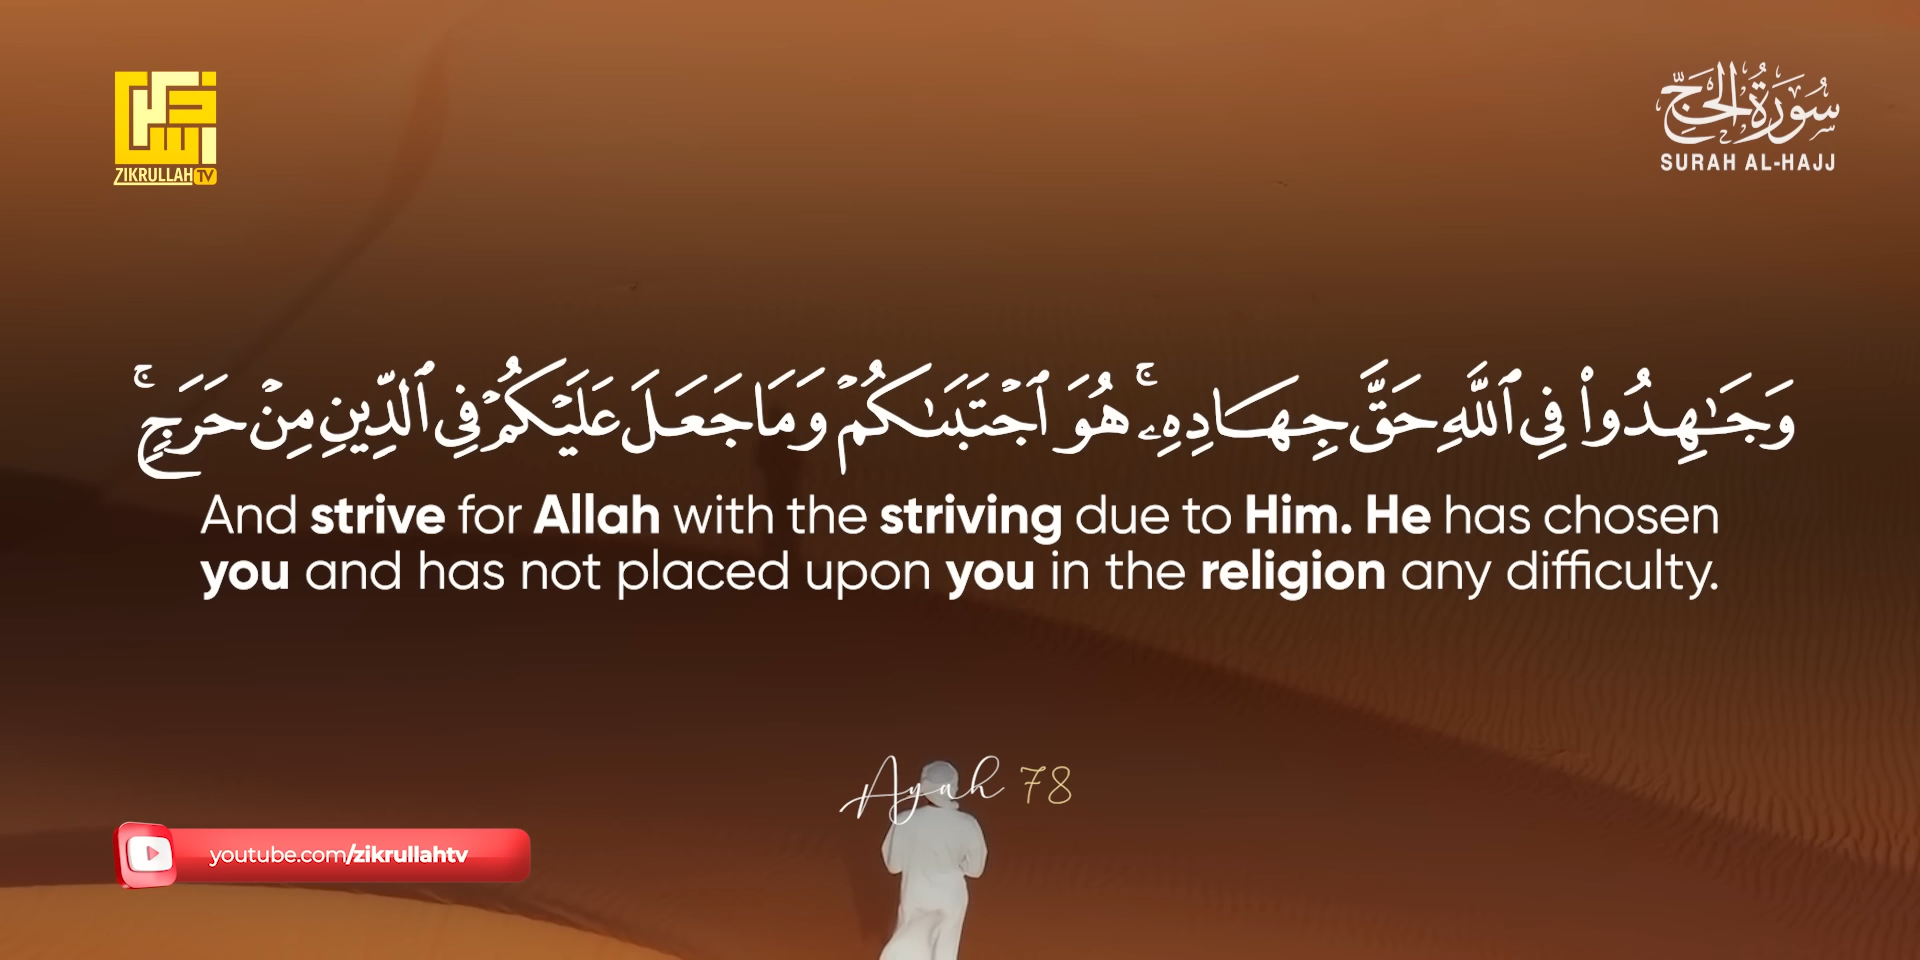 ZIKRULLAH TV
سُورَةُ الحَجِّ
SURAH AL-HAJJ
وَجَٰهِدُوا۟ فِى ٱللَّهِ حَقَّ جِهَادِهِۦ ۚ هُوَ ٱجْتَبَىٰكُمْ وَمَا جَعَلَ عَلَيْكُمْ فِى ٱلدِّينِ مِنْ حَرَجٍ ۚ
And strive for Allah with the striving due to Him. He has chosen
you and has not placed upon you in the religion any difficulty.
Ayah 78
youtube.com/zikrullahtv